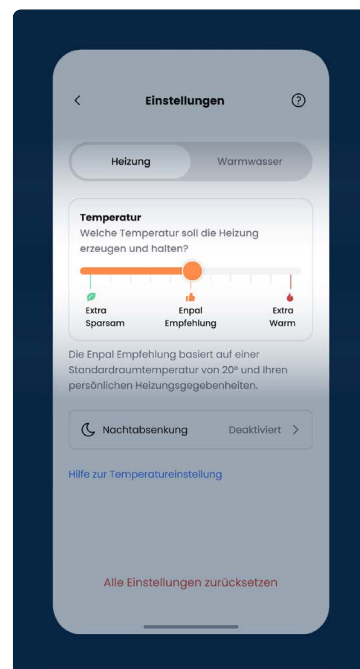 Einstellungen
Heizung Warmwasser
Temperatur
Welche Temperatur soll die Heizung
erzeugen und halten?
Extra
Sparsam
Enpal
Empfehlung
Extra
Warm
Die Enpal Empfehlung basiert auf einer
Standardraumtemperatur von 20° und Ihren
persönlichen Heizungsgegebenheiten.
Nachtabsenkung Deaktiviert
Hilfe zur Temperatureinstellung
Alle Einstellungen zurücksetzen